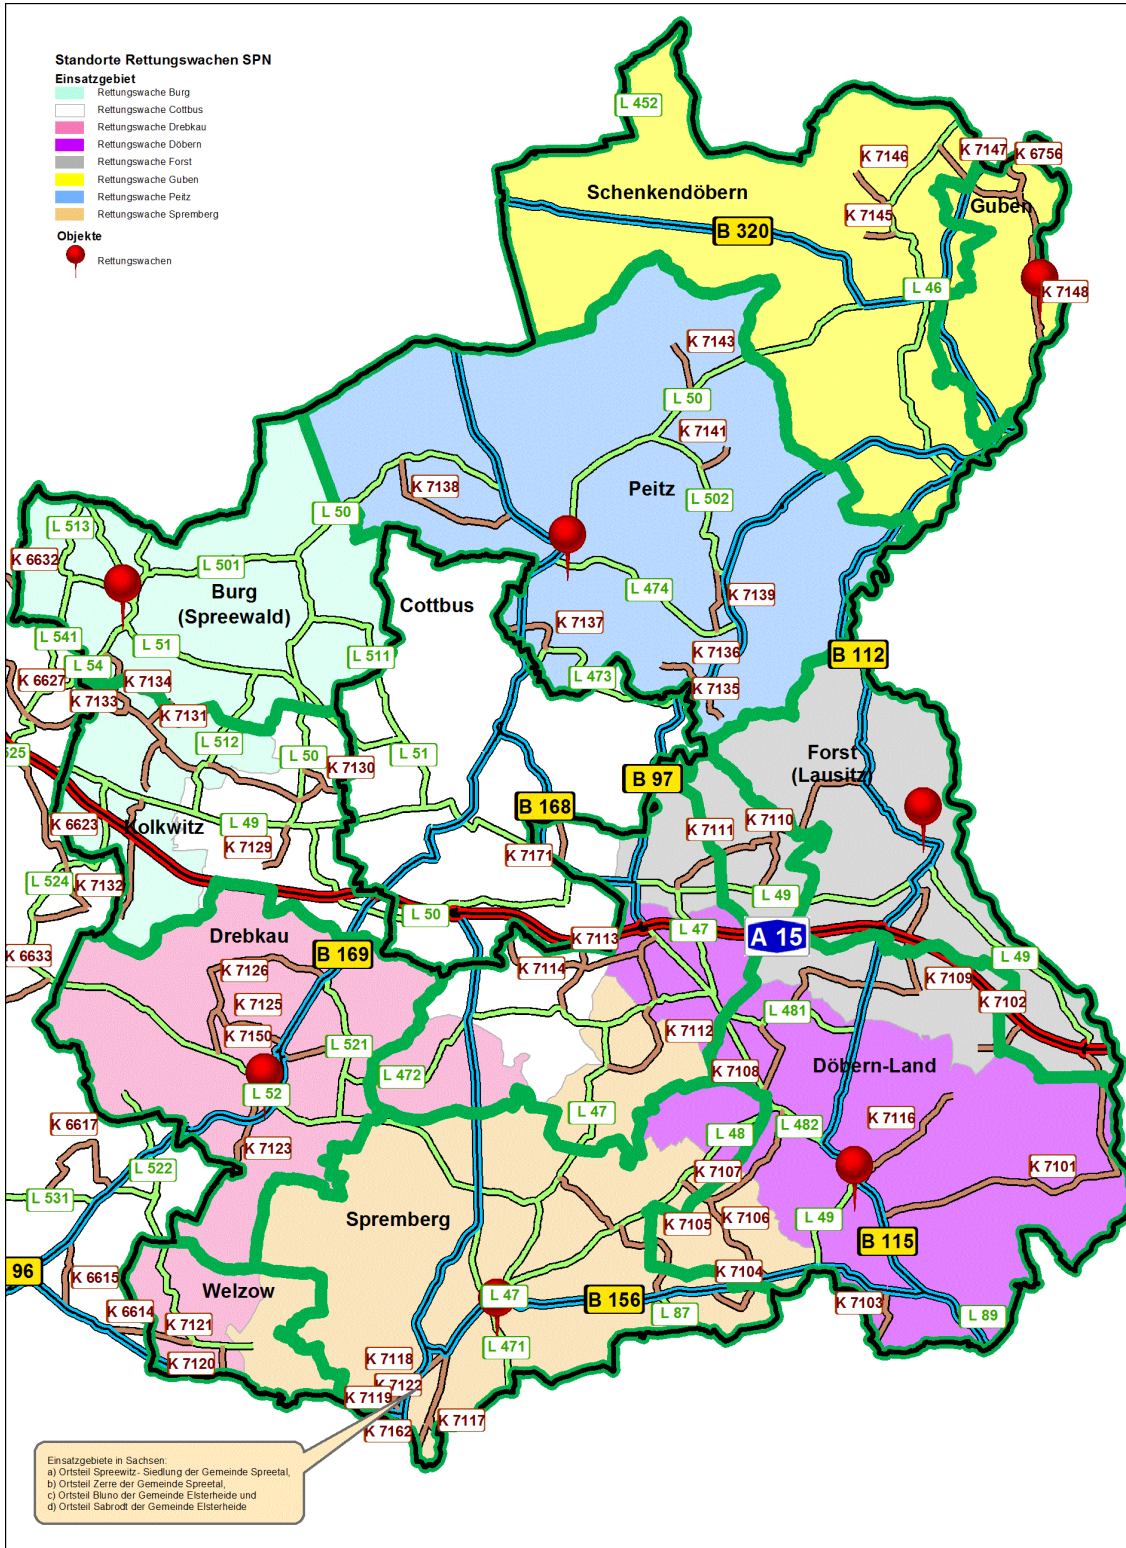 Standorte Rettungswachen SPN
Einsatzgebiet
Rettungswache Burg
Rettungswache Cottbus
Rettungswache Drebkau
Rettungswache Döbern
Rettungswache Forst
Rettungswache Guben
Rettungswache Peitz
Rettungswache Spremberg
Objekte
Rettungswachen
L 452
K 7146
K 7147
K 6756
Schenkendöbern
Guben
K 7145
B 320
L 46
K 7148
K 7143
L 50
K 7141
K 7138
Peitz
L 502
L 50
L 513
K 6632
L 501
Burg
(Spreewald)
Cottbus
L 474
K 7139
K 7137
L 541
L 51
L 511
L 54
K 7136
B 112
K 6627
K 7134
L 473
K 7135
K 7133
K 7131
L 512
525
L 50
L 51
K 7130
Forst
(Lausitz)
B 97
B 168
K 6623
Kolkwitz
L 49
K 7129
K 7111
K 7110
K 7171
L 524
K 7132
L 49
L 50
Drebkau
K 7113
L 47
A 15
K 6633
B 169
K 7126
K 7114
L 49
K 7109
K 7125
K 7102
L 481
K 7150
L 521
K 7112
L 472
K 7108
Döbern-Land
L 52
L 47
K 6617
K 7116
L 482
L 48
K 7123
L 522
K 7107
K 7101
L 531
Spremberg
K 7105
K 7106
L 49
B 115
96
K 6615
Welzow
K 7104
L 47
B 156
K 6614
K 7121
L 87
K 7103
L 89
L 471
K 7120
K 7118
K 7122
K 7119
K 7117
K 7162
Einsatzgebiete in Sachsen:
a) Ortsteil Spreewitz- Siedlung der Gemeinde Spreetal,
b) Ortsteil Zerre der Gemeinde Spreetal,
c) Ortsteil Bluno der Gemeinde Elsterheide und
d) Ortsteil Sabrodt der Gemeinde Elsterheide